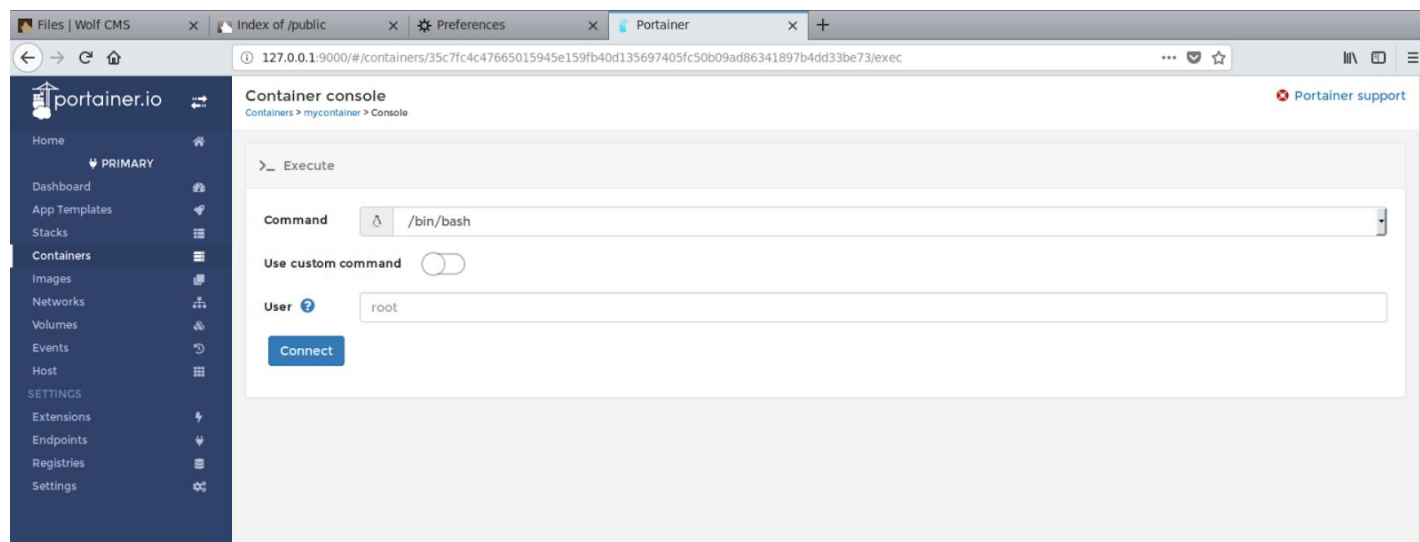 Files | Wolf CMS × Index of /public × Preferences × Portainer × +
127.0.0.1:9000/#/containers/35c7fc4c47665015945e159fb40d135697405fc50b09ad86341897b4dd33be73/exec
portainer.io
Home
PRIMARY
Dashboard
App Templates
Stacks
Containers
Images
Networks
Volumes
Events
Host
SETTINGS
Extensions
Endpoints
Registries
Settings
Container console
Portainer support
Containers > mycontainer > Console
>_ Execute
Command /bin/bash
Use custom command
User ? root
Connect